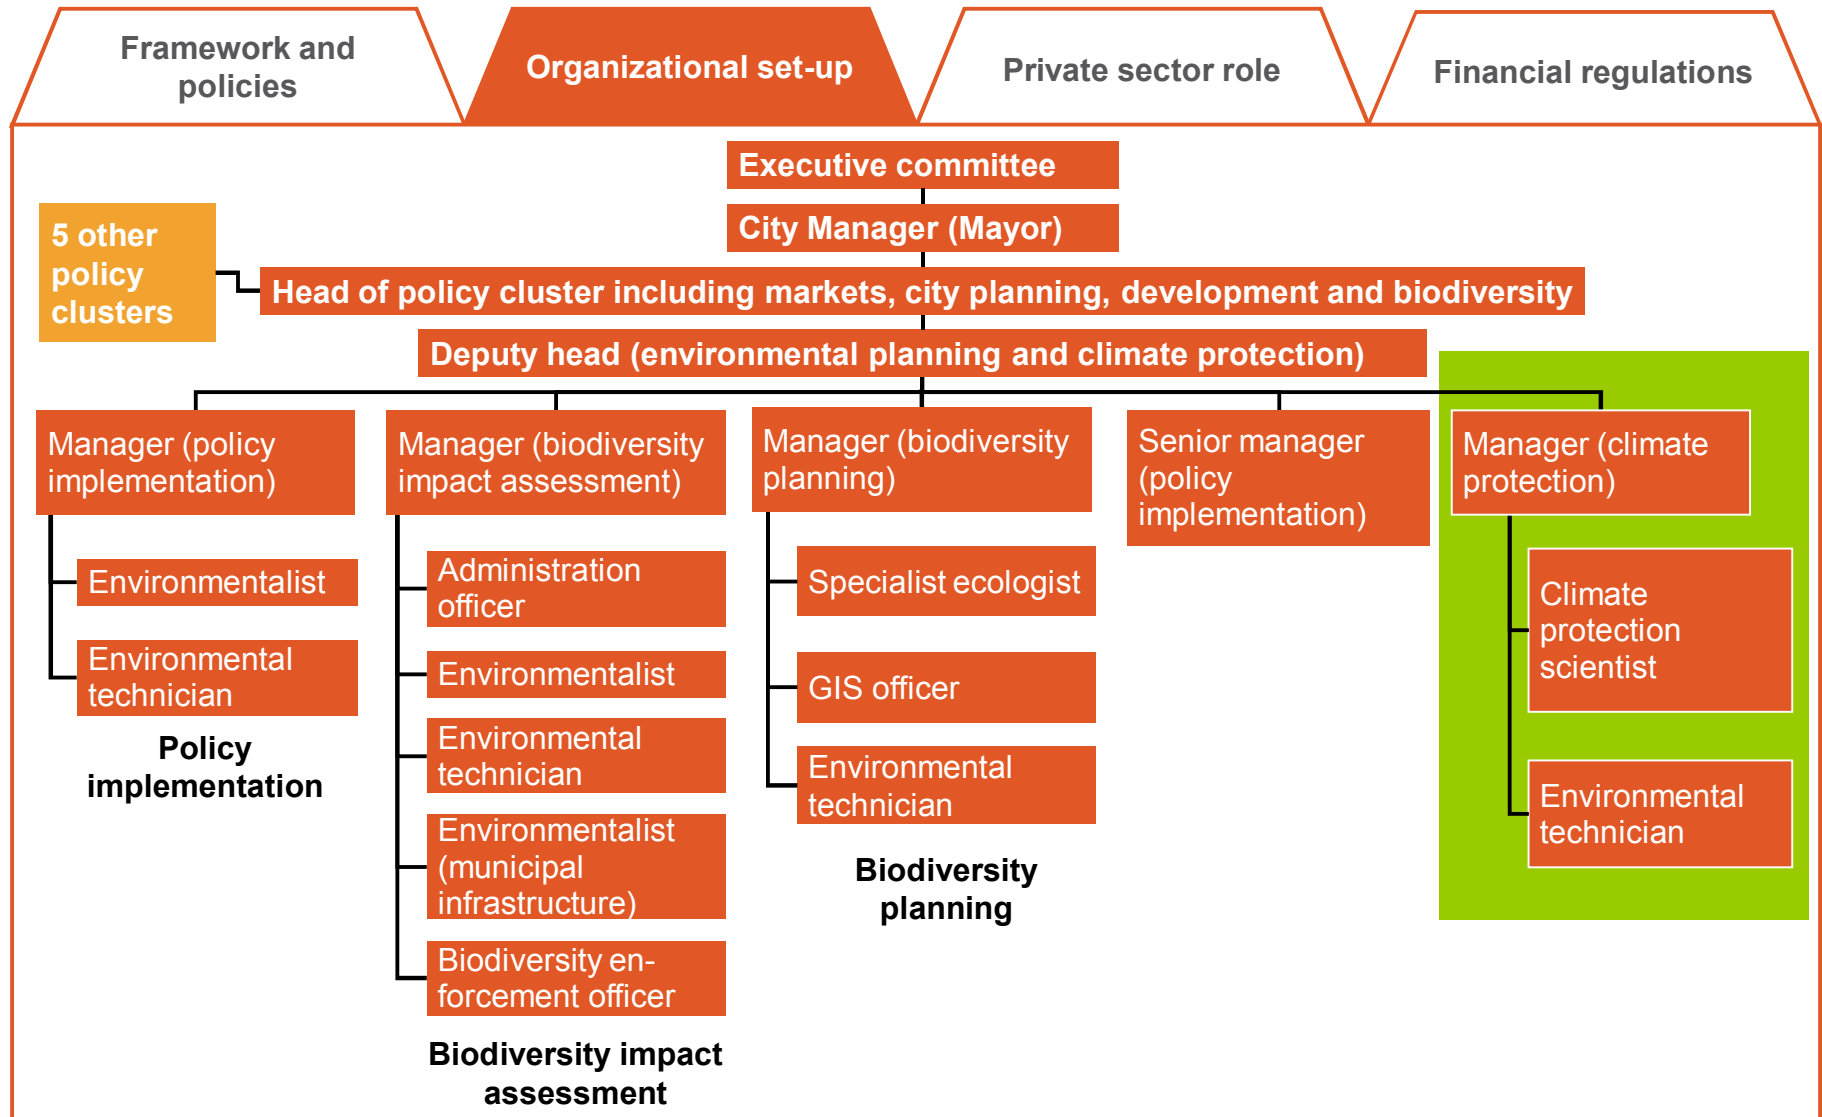 Framework and
policies
Organizational set-up
Private sector role
Financial regulations
Executive committee
City Manager (Mayor)
5 other
policy
clusters
Head of policy cluster including markets, city planning, development and biodiversity
Deputy head (environmental planning and climate protection)
Manager (policy
implementation)
Environmentalist
Environmental
technician
Policy
implementation
Manager (biodiversity
impact assessment)
Administration
officer
Environmentalist
Environmental
technician
Environmentalist
(municipal
infrastructure)
Biodiversity en-
forcement officer
Biodiversity impact
assessment
Manager (biodiversity
planning)
Specialist ecologist
GIS officer
Environmental
technician
Biodiversity
planning
Senior manager
(policy
implementation)
Manager (climate
protection)
Climate
protection
scientist
Environmental
technician